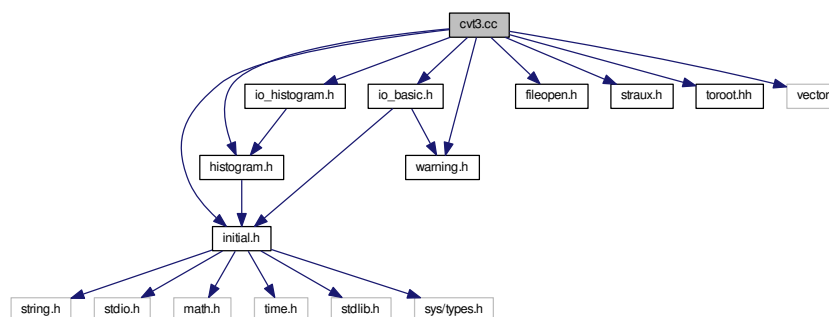 cvt3.cc
io_histogram.h
io_basic.h
fileopen.h
straux.h
toroot.hh
vector
histogram.h
warning.h
initial.h
string.h
stdio.h
math.h
time.h
stdlib.h
sys/types.h